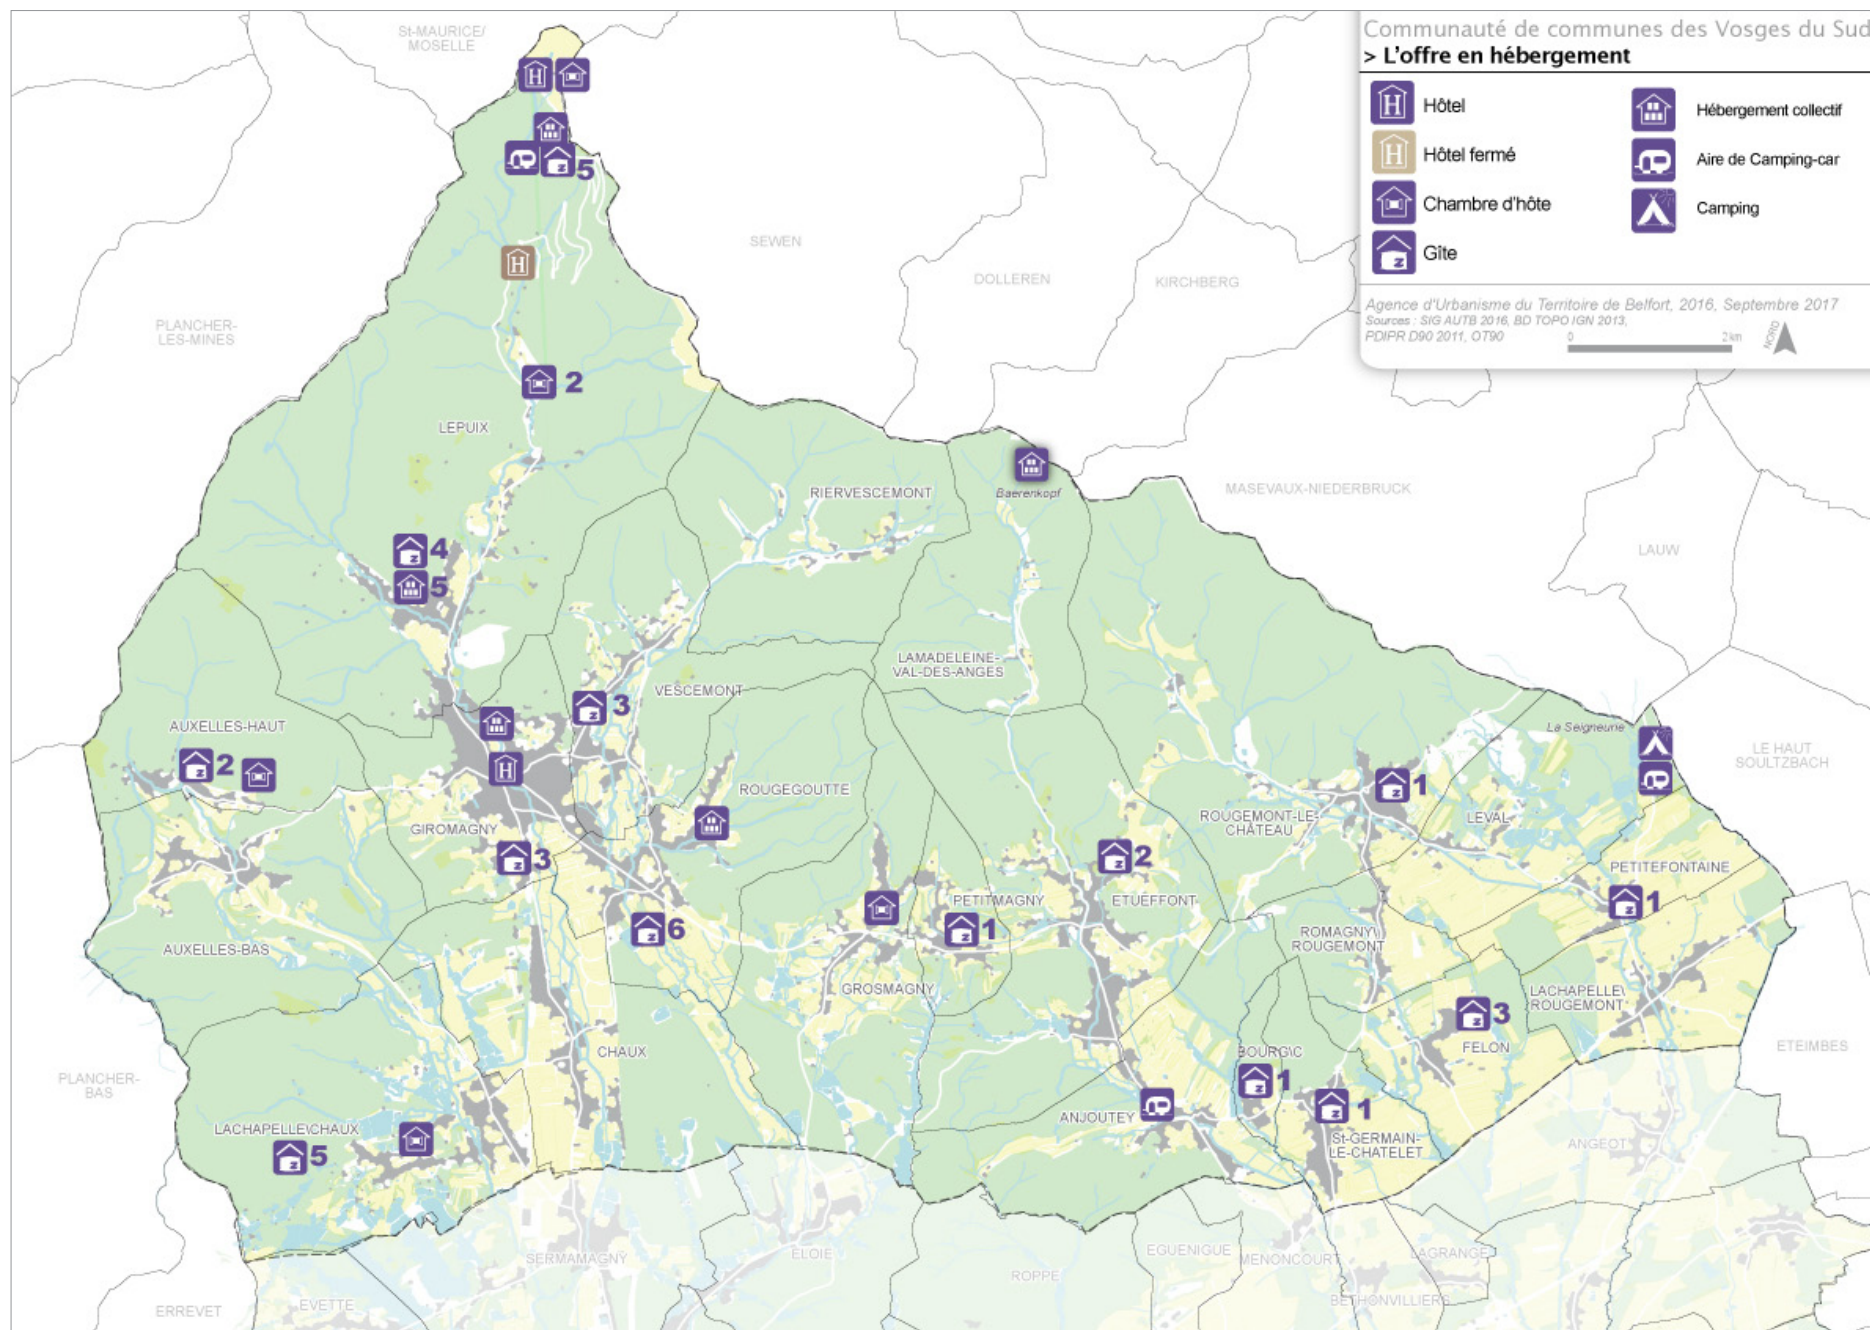 Communauté de communes des Vosges du Sud
> L'offre en hébergement
H Hôtel
H Hôtel fermé
Chambre d'hôte
z Gîte
Hébergement collectif
Aire de Camping-car
Camping
Agence d'Urbanisme du Territoire de Belfort, 2016, Septembre 2017
Sources : SIG AUTB 2016, BD TOPO IGN 2013,
PDIPR D90 2011, OT90
0 2 km
NORD
St-MAURICE/
MOSELLE
H
z 5
SEWEN
H
DOLLEREN
KIRCHBERG
PLANCHER-
LES-MINES
2
LEPUIX
RIERVESCEMONT
Baerenkopf
MASEVAUX-NIEDERBRUCK
LAUW
z 4
5
LAMADELEINE-
VAL-DES-ANGES
VESCEMONT
z 3
AUXELLES-HAUT
z 2
H
La Seigneurie
LE HAUT
SOULTZBACH
ROUGEGOUTTE
z 1
ROUGEMONT-LE-
CHÂTEAU
LEVAL
GIROMAGNY
z 3
z 2
PETITEFONTAINE
z 1
PETITMAGNY
ETUEFFONT
z 6
z 1
ROMAGNY\
ROUGEMONT
AUXELLES-BAS
GROSMAGNY
LACHAPELLE\
ROUGEMONT
z 3
FELON
CHAUX
BOURG\C
ETEIMBES
z 1
PLANCHER-
BAS
z 1
ANJOUTEY
LACHAPELLE\CHAUX
z 5
St-GERMAIN-
LE-CHATELET
ANGEOT
SERMAMAGNY
ELOIE
EGUENIGUE
MENONCOURT
LAGRANGE
ROPPE
BETHONVILLIERS
ERREVET
EVETTE